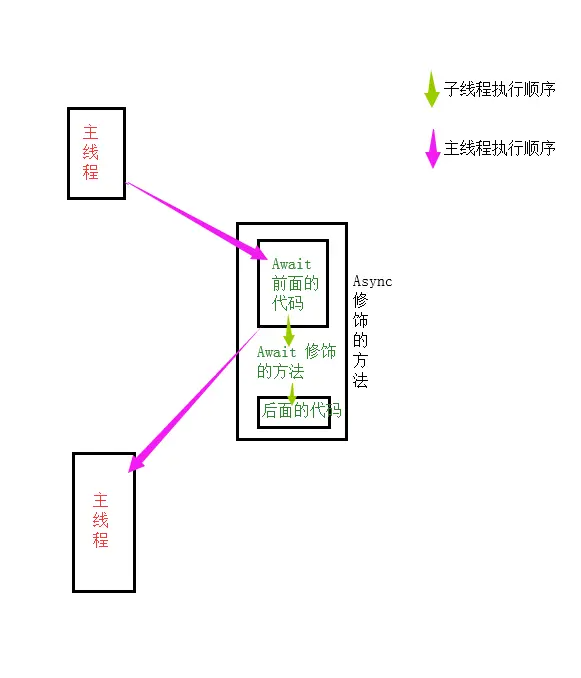 子线程执行顺序
主线程执行顺序
主
线
程
Await
前面的
代码
Await 修饰
的方法
后面的代码
Async
修
饰
的
方
法
主
线
程